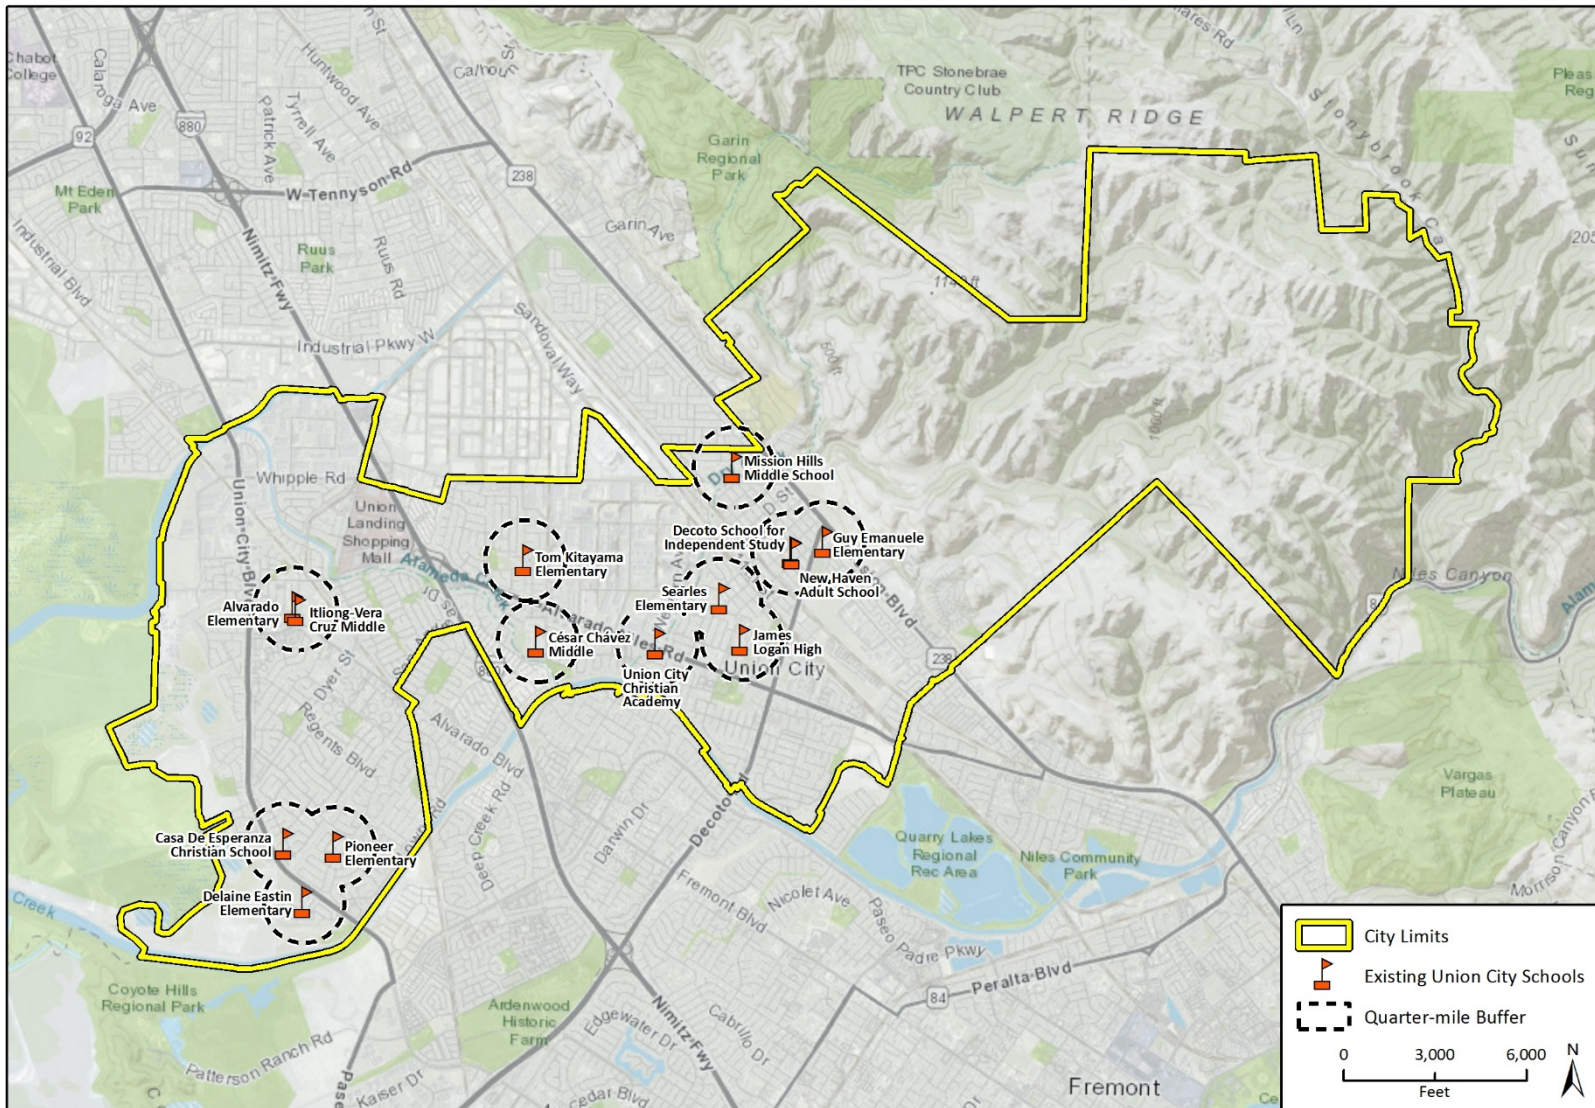 Chabot
College
Calaroga Ave
880
92
Patrick Ave
Tyrrell Ave
Huntwood Ave
W Tennyson Rd
Mt Eden
Park
Industrial Blvd
Ruus
Park
Ruus Rd
Nimitz Fwy
238
Garin Ave
Garin
Regional
Park
TPC Stonebrae
Country Club
WALPERT RIDGE
Industrial Pkwy W
Sandoval Way
1140 ft
600 ft
1060 ft
Whipple Rd
Union
Landing
Shopping
Mall
Mission Hills
Middle School
Decoto School for
Independent Study
Guy Emanuele
Elementary
New Haven
Adult School
Tom Kitayama
Elementary
Searles
Elementary
Alvarado
Elementary
Itliong-Vera
Cruz Middle
César Chávez
Middle
James
Logan High
Union City
Union City
Christian
Academy
238
Niles Canyon
Dyer St
Regents Blvd
Alvarado Blvd
Deep Creek Rd
Darwin Dr
Casa De Esperanza
Christian School
Pioneer
Elementary
Delaine Eastin
Elementary
Creek
Quarry Lakes
Regional
Rec Area
Niles Community
Park
Vargas
Plateau
Fremont Blvd
Nicolet Ave
Paseo Padre Pkwy
Peralta Blvd
84
Coyote Hills
Regional Park
Ardenwood
Historic
Farm
Patterson Ranch Rd
Kaiser Dr
Edgewater Dr
Cabrillo Dr
Nimitz Fwy
Cedar Blvd
Fremont
City Limits
Existing Union City Schools
Quarter-mile Buffer
0 3,000 6,000
Feet
N